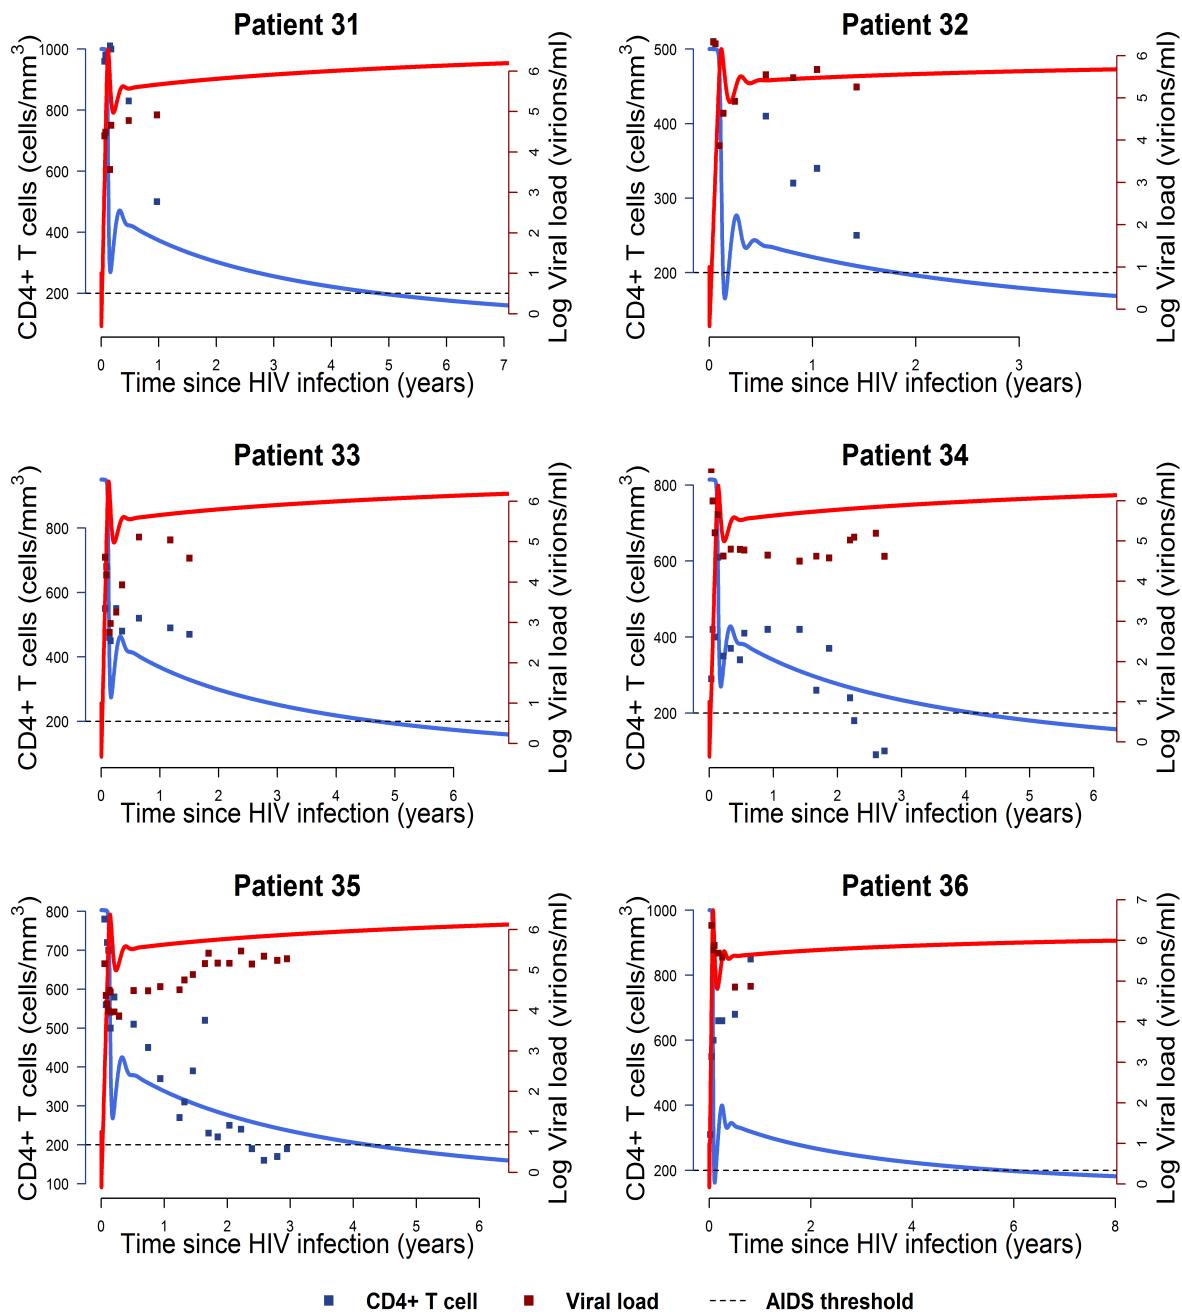 Patient 31
CD4+ T cells (cells/mm³)
1000
800
600
400
200
0 1 2 3 4 5 6 7
Time since HIV infection (years)
6
5
4
3
2
1
0
Log Viral load (virions/ml)
Patient 32
CD4+ T cells (cells/mm³)
500
400
300
200
0 1 2 3
Time since HIV infection (years)
6
5
4
3
2
1
0
Log Viral load (virions/ml)
Patient 33
CD4+ T cells (cells/mm³)
800
600
400
200
0 1 2 3 4 5 6
Time since HIV infection (years)
6
5
4
3
2
1
0
Log Viral load (virions/ml)
Patient 34
CD4+ T cells (cells/mm³)
800
600
400
200
0 1 2 3 4 5 6
Time since HIV infection (years)
6
5
4
3
2
1
0
Log Viral load (virions/ml)
Patient 35
CD4+ T cells (cells/mm³)
800
700
600
500
400
300
200
100
0 1 2 3 4 5 6
Time since HIV infection (years)
6
5
4
3
2
1
0
Log Viral load (virions/ml)
Patient 36
CD4+ T cells (cells/mm³)
1000
800
600
400
200
0 2 4 6 8
Time since HIV infection (years)
7
6
5
4
3
2
1
0
Log Viral load (virions/ml)
CD4+ T cell Viral load AIDS threshold